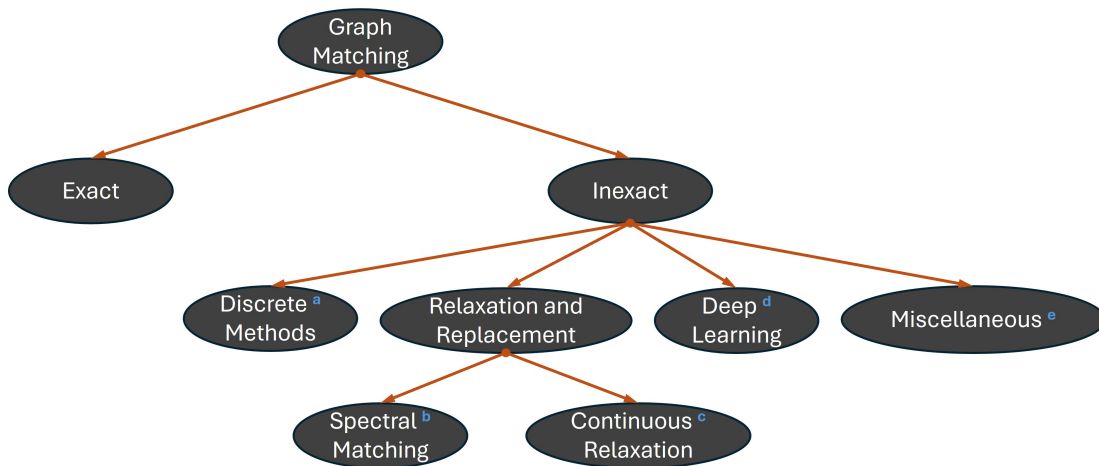 Graph
Matching
Exact
Inexact
Discrete a
Methods
Relaxation and
Replacement
Deep d
Learning
Miscellaneous e
Spectral b
Matching
Continuous c
Relaxation